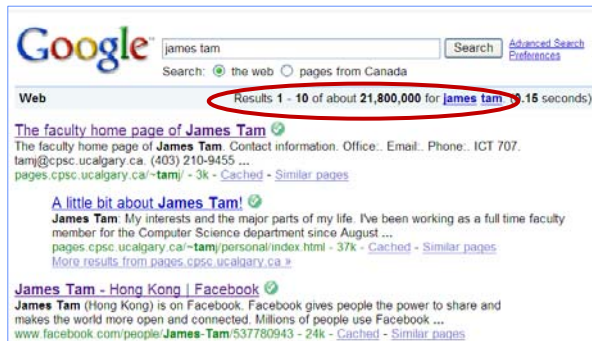 Google
james tam Search Advanced Search
Preferences
Search: the web pages from Canada
Web Results 1 - 10 of about 21,800,000 for james tam. (0.15 seconds)
The faculty home page of James Tam
The faculty home page of James Tam. Contact information. Office:. Email:. Phone:. ICT 707.
tamj@cpsc.ucalgary.ca. (403) 210-9455 ...
pages.cpsc.ucalgary.ca/~tamj/ - 3k - Cached - Similar pages
A little bit about James Tam!
James Tam: My interests and the major parts of my life. I've been working as a full time faculty
member for the Computer Science department since August ...
pages.cpsc.ucalgary.ca/~tamj/personal/index.html - 37k - Cached - Similar pages
More results from pages.cpsc.ucalgary.ca »
James Tam - Hong Kong | Facebook
James Tam (Hong Kong) is on Facebook. Facebook gives people the power to share and
makes the world more open and connected. Millions of people use Facebook ...
www.facebook.com/people/James-Tam/537780943 - 24k - Cached - Similar pages